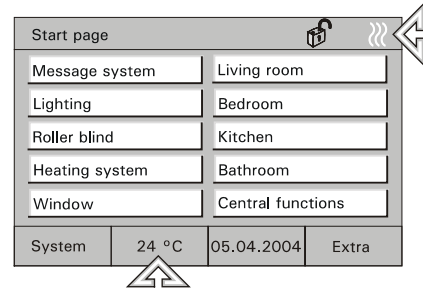 Start page
Message system
Living room
Lighting
Bedroom
Roller blind
Kitchen
Heating system
Bathroom
Window
Central functions
System
24 °C
05.04.2004
Extra